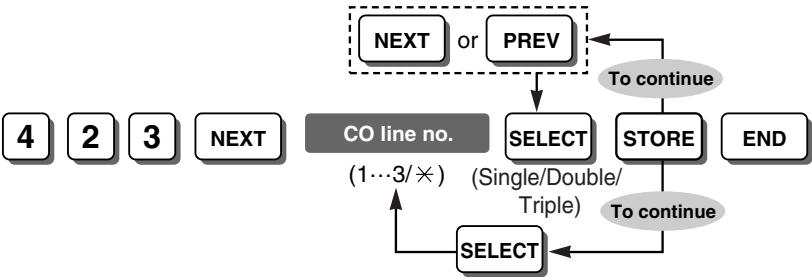 NEXT or PREV
To continue
4 2 3 NEXT CO line no. SELECT STORE END
(1···3/✳) (Single/Double/
Triple)
To continue
SELECT